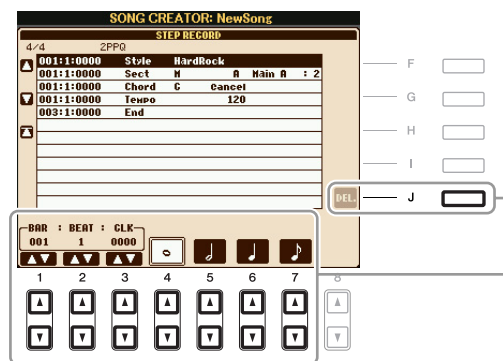 SONG CREATOR: NewSong
STEP RECORD
4/4 2PPQ
001:1:0000 Style HardRock
001:1:0000 Sect M A Main A : 2
001:1:0000 Chord C Cancel
001:1:0000 Tempo 120
003:1:0000 End
F
G
H
I
DEL. J
BAR : BEAT : CLK
001 1 0000
1 2 3 4 5 6 7 8